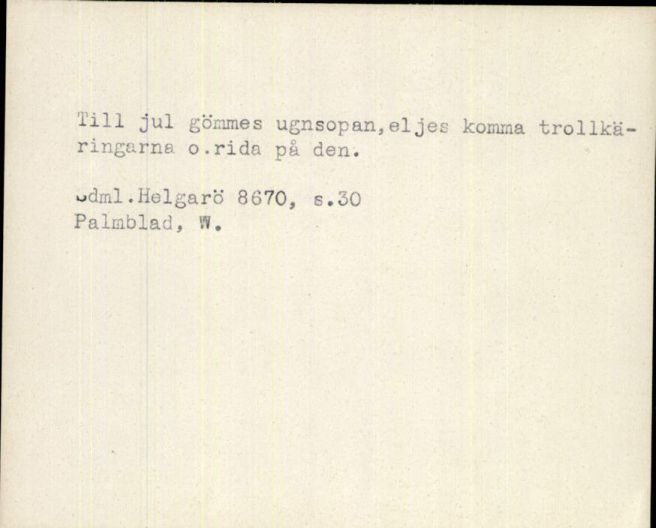 Till jul gömmes ugnsopan,eljes komma trollkä-
ringarna o.rida på den.
Sdml.Helgarö 8670, s.30
Palmblad, W.